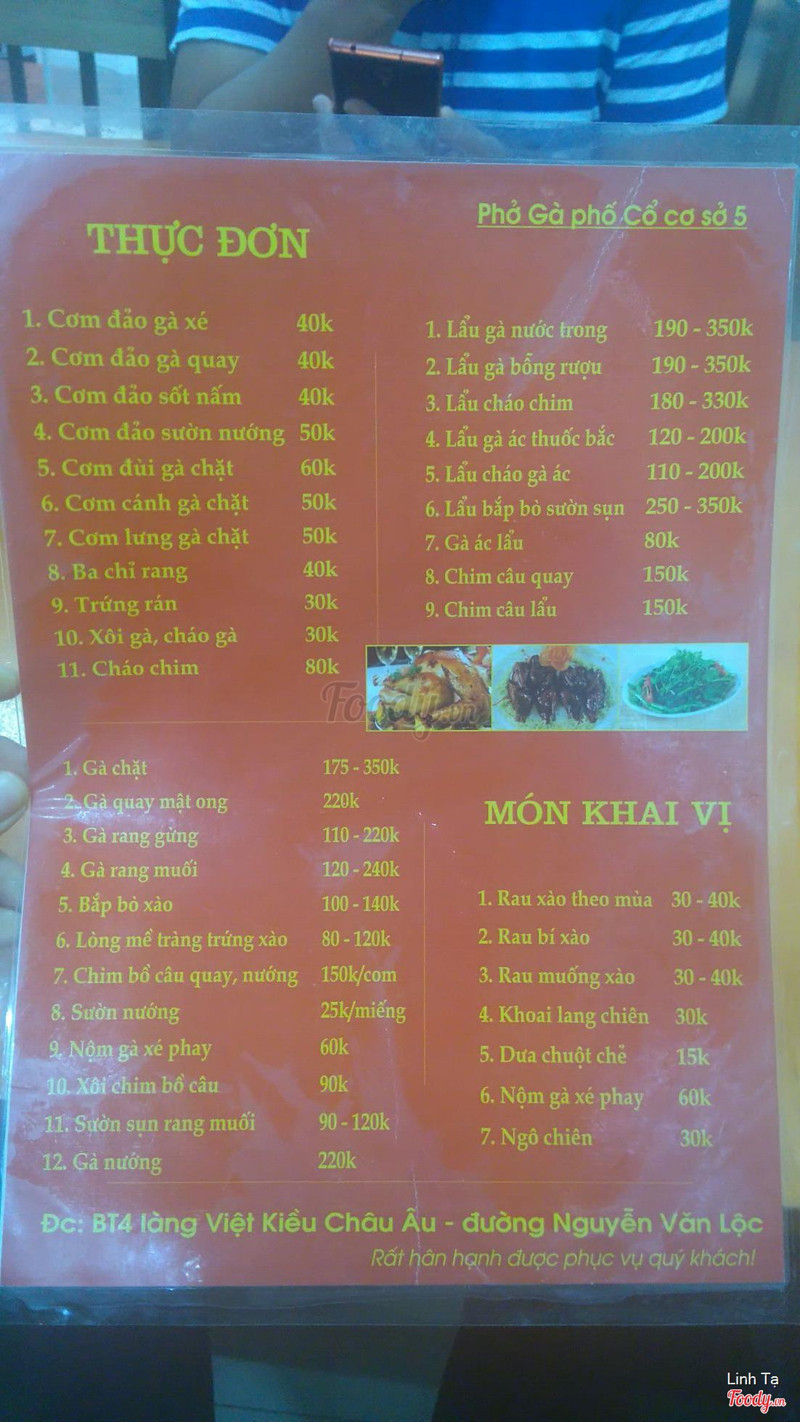 Phở Gà phố Cổ cơ sở 5
THỰC ĐƠN
1. Cơm đảo gà xé 40k
2. Cơm đảo gà quay 40k
3. Cơm đảo sốt nấm 40k
4. Cơm đảo sườn nướng 50k
5. Cơm đùi gà chặt 60k
6. Cơm cánh gà chặt 50k
7. Cơm lưng gà chặt 50k
8. Ba chỉ rang 40k
9. Trứng rán 30k
10. Xôi gà, cháo gà 30k
11. Cháo chim 80k
1. Lẩu gà nước trong 190 - 350k
2. Lẩu gà bỗng rượu 190 - 350k
3. Lẩu cháo chim 180 - 330k
4. Lẩu gà ác thuốc bắc 120 - 200k
5. Lẩu cháo gà ác 110 - 200k
6. Lẩu bắp bò sườn sụn 250 - 350k
7. Gà ác lẩu 80k
8. Chim câu quay 150k
9. Chim câu lẩu 150k
Foody.vn
1. Gà chặt 175 - 350k
2. Gà quay mật ong 220k
3. Gà rang gừng 110 - 220k
4. Gà rang muối 120 - 240k
5. Bắp bò xào 100 - 140k
6. Lòng mề tràng trứng xào 80 - 120k
7. Chim bồ câu quay, nướng 150k/com
8. Sườn nướng 25k/miếng
9. Nộm gà xé phay 60k
10. Xôi chim bồ câu 90k
11. Sườn sụn rang muối 90 - 120k
12. Gà nướng 220k
MÓN KHAI VỊ
1. Rau xào theo mùa 30 - 40k
2. Rau bí xào 30 - 40k
3. Rau muống xào 30 - 40k
4. Khoai lang chiên 30k
5. Dưa chuột chẻ 15k
6. Nộm gà xé phay 60k
7. Ngô chiên 30k
Đc: BT4 làng Việt Kiều Châu Âu - đường Nguyễn Văn Lộc
Rất hân hạnh được phục vụ quý khách!
Linh Tạ
Foody.vn